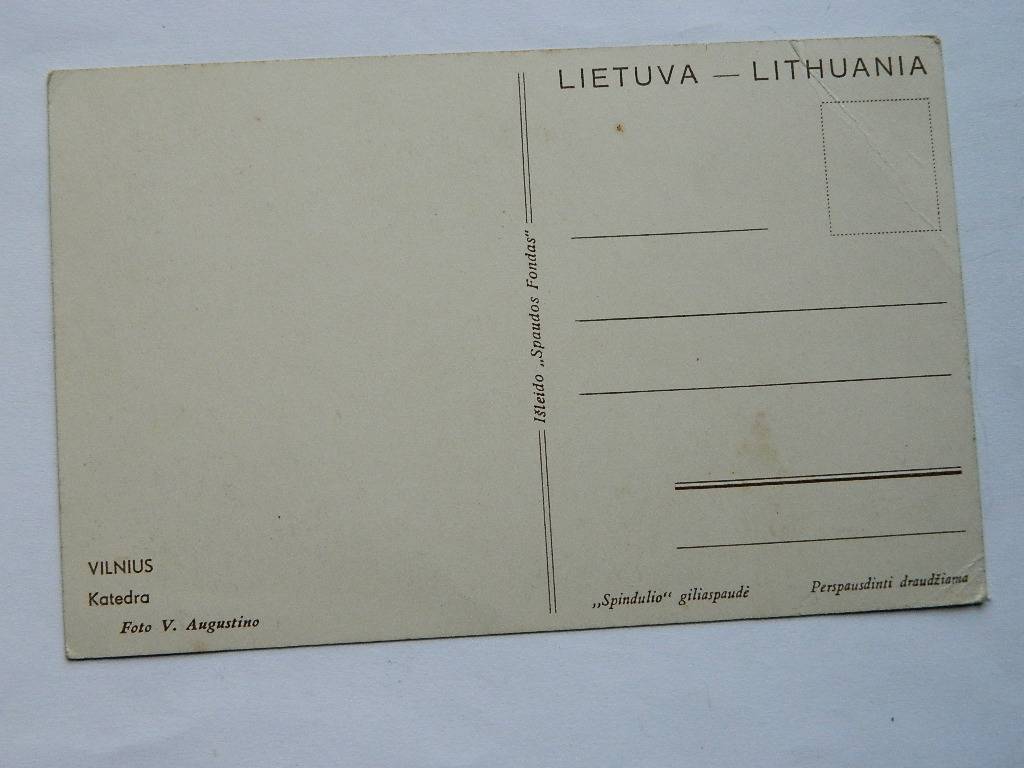 LIETUVA — LITHUANIA
Išleido „Spaudos Fondas"
VILNIUS
Katedra
Foto V. Augustino
„Spindulio“ giliaspaudė
Perspausdinti draudžiama